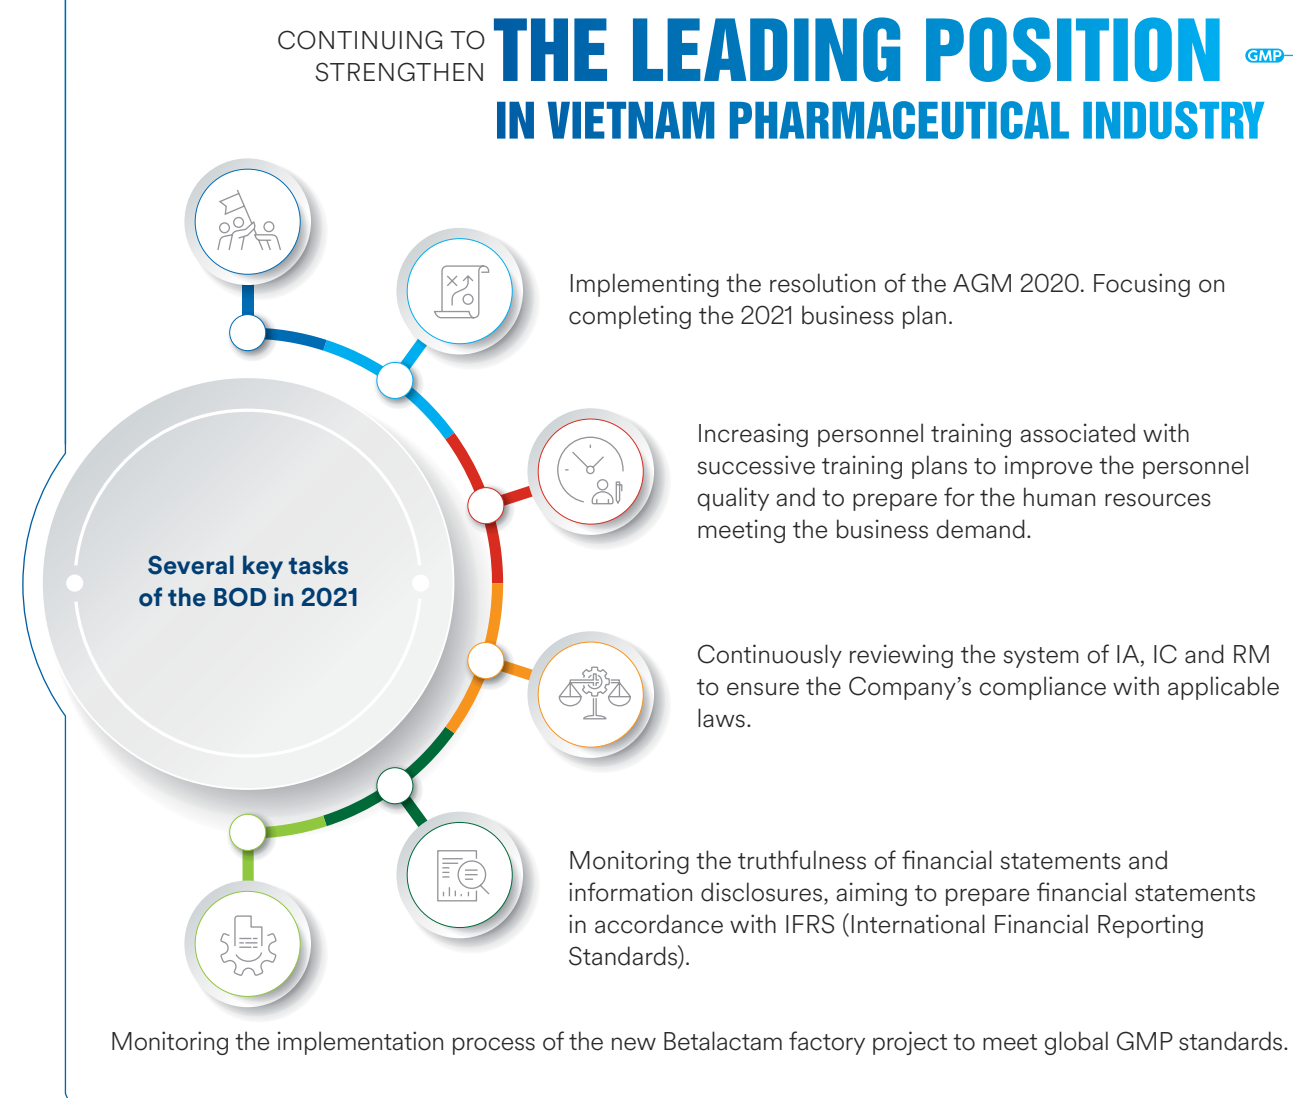 CONTINUING TO
STRENGTHEN
THE LEADING POSITION
GMP
IN VIETNAM PHARMACEUTICAL INDUSTRY
Implementing the resolution of the AGM 2020. Focusing on
completing the 2021 business plan.
Increasing personnel training associated with
successive training plans to improve the personnel
quality and to prepare for the human resources
meeting the business demand.
Several key tasks
of the BOD in 2021
Continuously reviewing the system of IA, IC and RM
to ensure the Company’s compliance with applicable
laws.
Monitoring the truthfulness of financial statements and
information disclosures, aiming to prepare financial statements
in accordance with IFRS (International Financial Reporting
Standards).
Monitoring the implementation process of the new Betalactam factory project to meet global GMP standards.